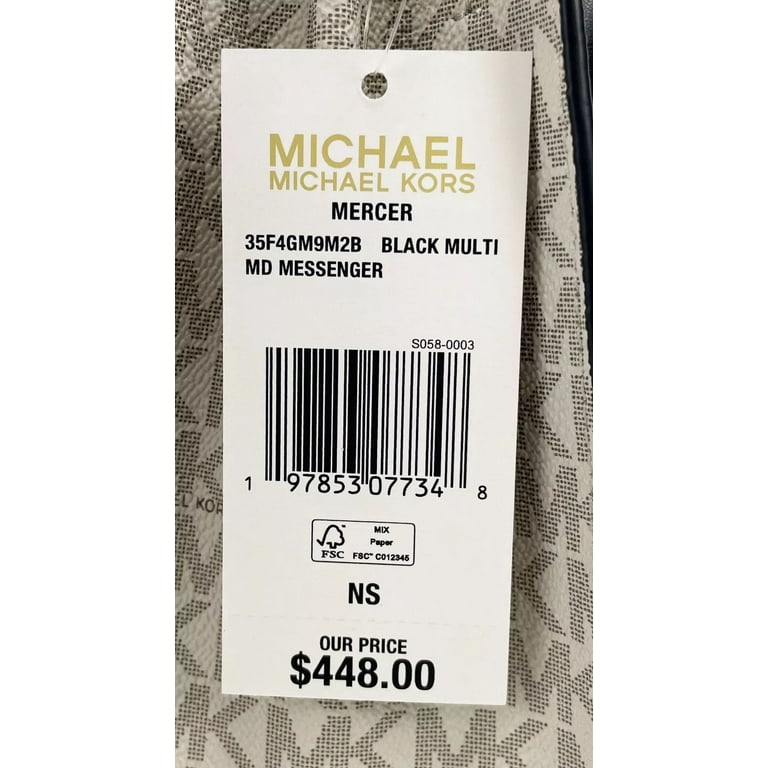 MICHAEL
MICHAEL KORS
MERCER
35F4GM9M2B BLACK MULTI
MD MESSENGER
S058-0003
1 97853 07734 8
FSC
MIX
Paper
FSC™ C012345
NS
OUR PRICE
$448.00
MK